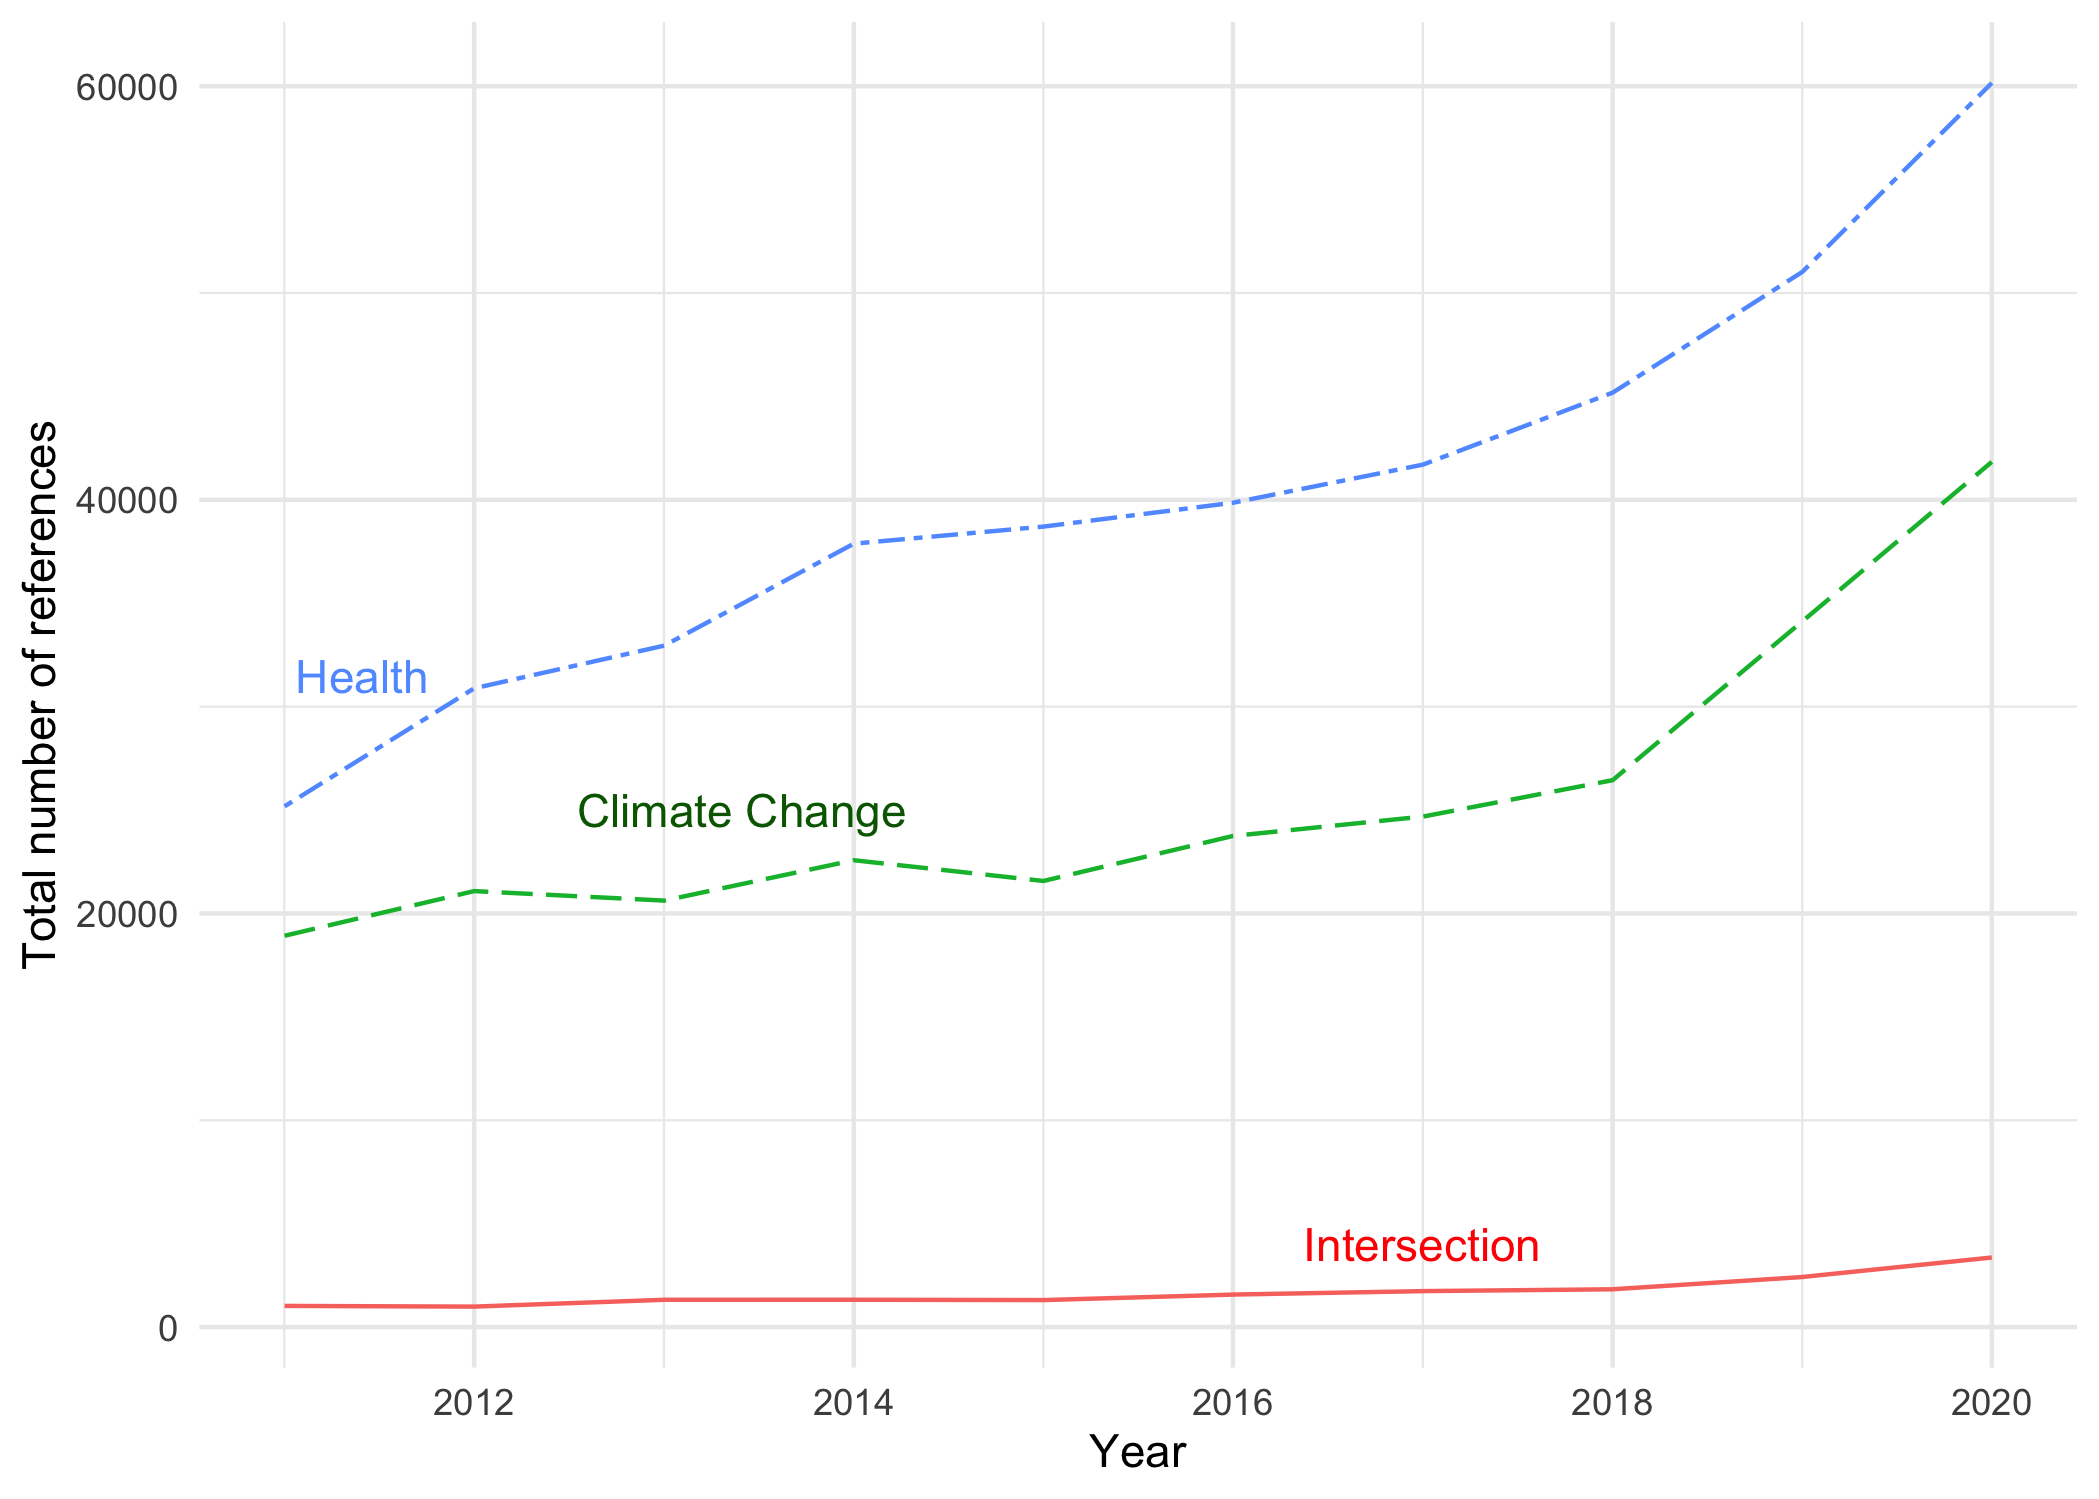 60000
40000
20000
0
Total number of references
Health
Climate Change
Intersection
2012
2014
2016
2018
2020
Year